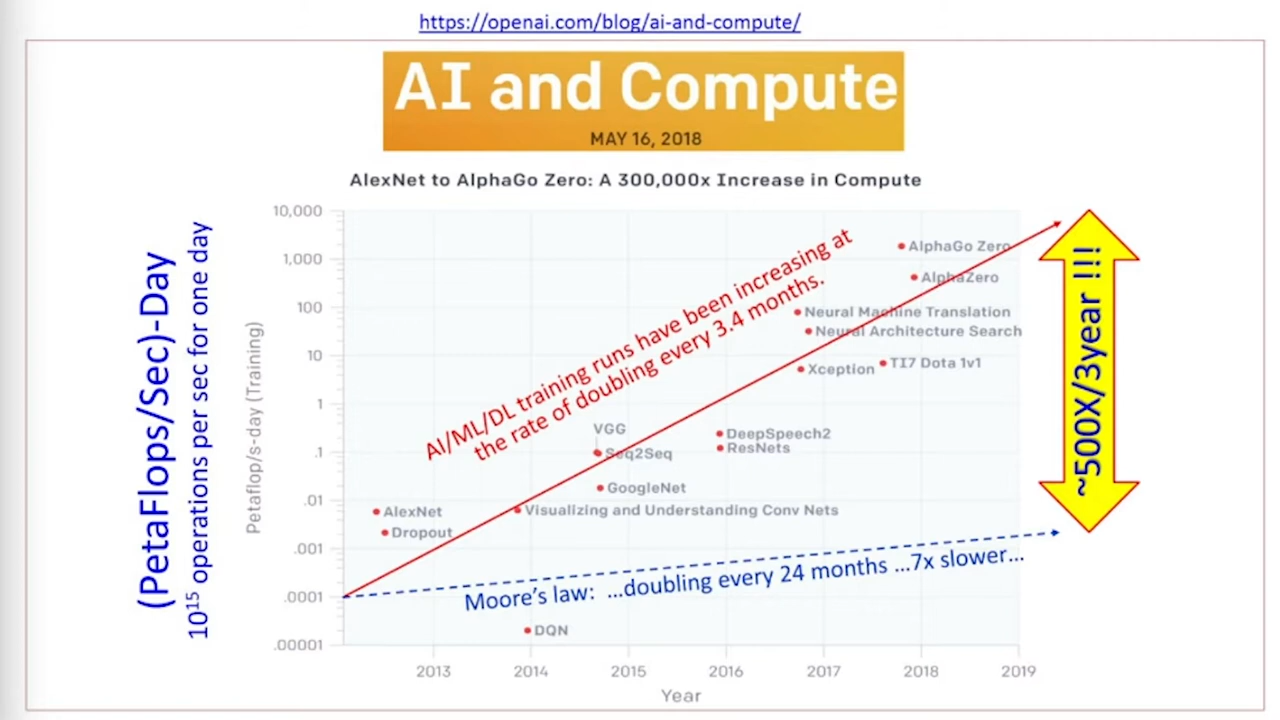 https://openai.com/blog/ai-and-compute/
AI and Compute
MAY 16, 2018
AlexNet to AlphaGo Zero: A 300,000x Increase in Compute
(PetaFlops/Sec)-Day
10¹⁵ operations per sec for one day
Petaflop/s-day (Training)
10,000
1,000
100
10
1
.1
.01
.001
.0001
.00001
AI/ML/DL training runs have been increasing at
the rate of doubling every 3.4 months.
AlphaGo Zero
AlphaZero
Neural Machine Translation
Neural Architecture Search
TI7 Dota 1v1
Xception
VGG
DeepSpeech2
ResNets
Seq2Seq
GoogleNet
AlexNet
Visualizing and Understanding Conv Nets
Dropout
Moore's law: ...doubling every 24 months ...7x slower...
DQN
~500X/3year !!!
2013
2014
2015
2016
2017
2018
2019
Year